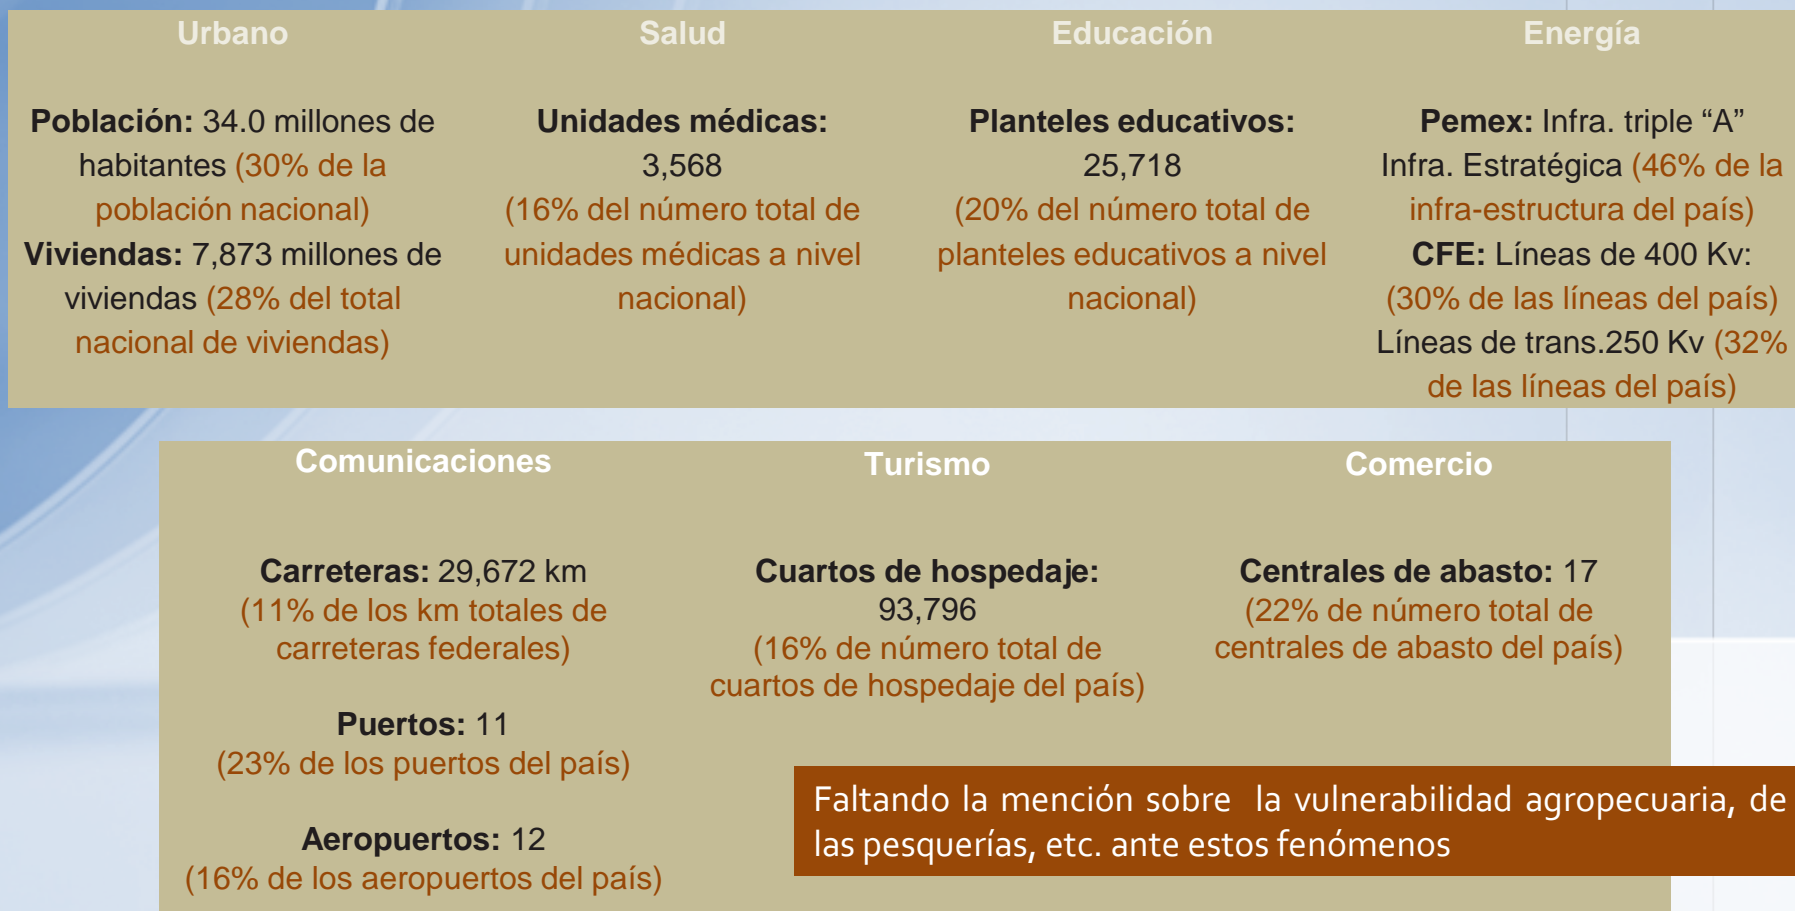 Urbano
Población: 34.0 millones de
habitantes (30% de la
población nacional)
Viviendas: 7,873 millones de
viviendas (28% del total
nacional de viviendas)
Salud
Unidades médicas:
3,568
(16% del número total de
unidades médicas a nivel
nacional)
Educación
Planteles educativos:
25,718
(20% del número total de
planteles educativos a nivel
nacional)
Energía
Pemex: Infra. triple “A”
Infra. Estratégica (46% de la
infra-estructura del país)
CFE: Líneas de 400 Kv:
(30% de las líneas del país)
Líneas de trans.250 Kv (32%
de las líneas del país)
Comunicaciones
Carreteras: 29,672 km
(11% de los km totales de
carreteras federales)
Puertos: 11
(23% de los puertos del país)
Aeropuertos: 12
(16% de los aeropuertos del país)
Turismo
Cuartos de hospedaje:
93,796
(16% de número total de
cuartos de hospedaje del país)
Comercio
Centrales de abasto: 17
(22% de número total de
centrales de abasto del país)
Faltando la mención sobre la vulnerabilidad agropecuaria, de
las pesquerías, etc. ante estos fenómenos